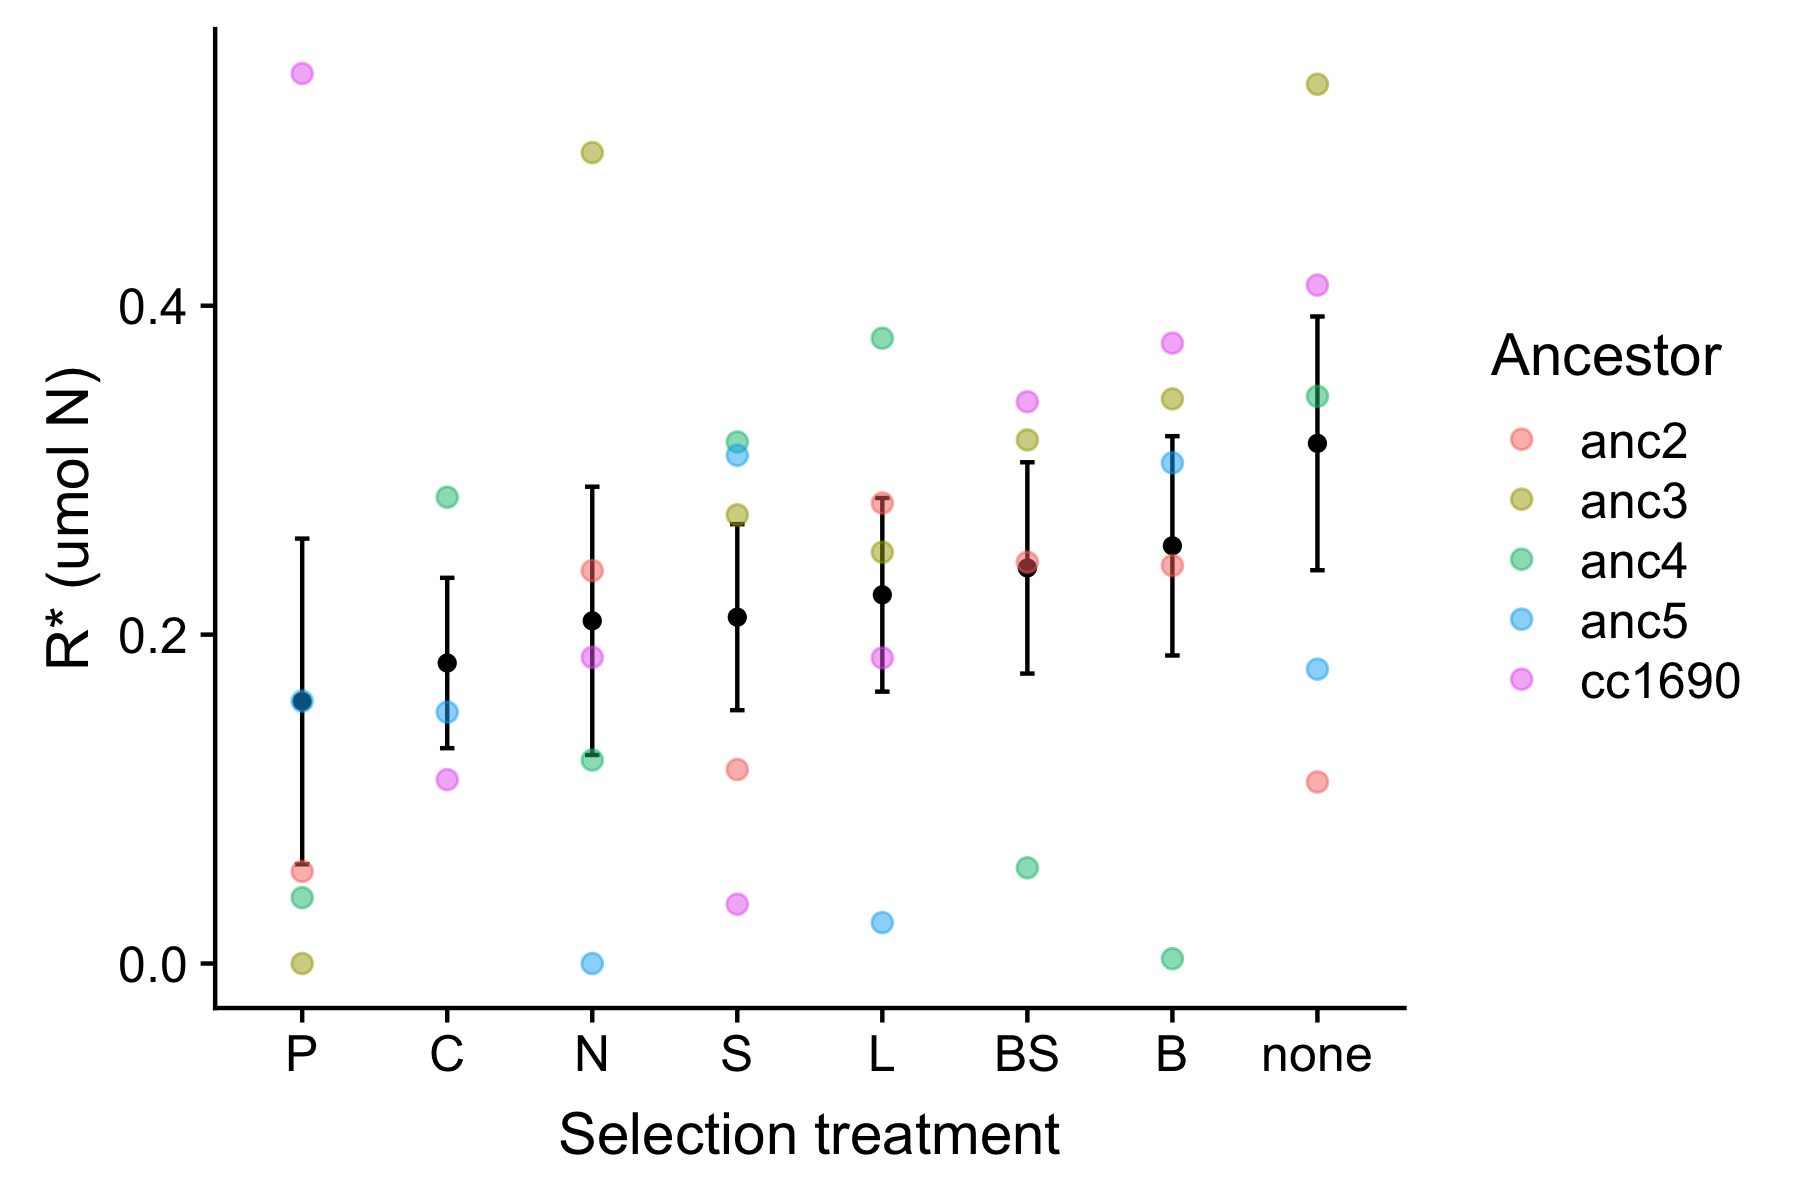 R* (umol N)
0.4
0.2
0.0
P C N S L BS B none
Selection treatment
Ancestor
anc2
anc3
anc4
anc5
cc1690